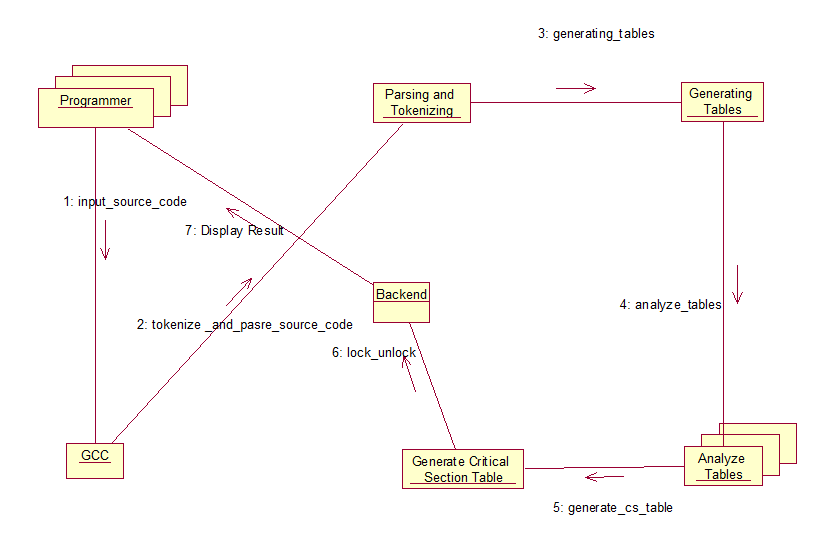 3: generating_tables
Programmer
Parsing and
Tokenizing
Generating
Tables
1: input_source_code
7: Display Result
Backend
4: analyze_tables
2: tokenize _and_pasre_source_code
6: lock_unlock
GCC
Generate Critical
Section Table
Analyze
Tables
5: generate_cs_table